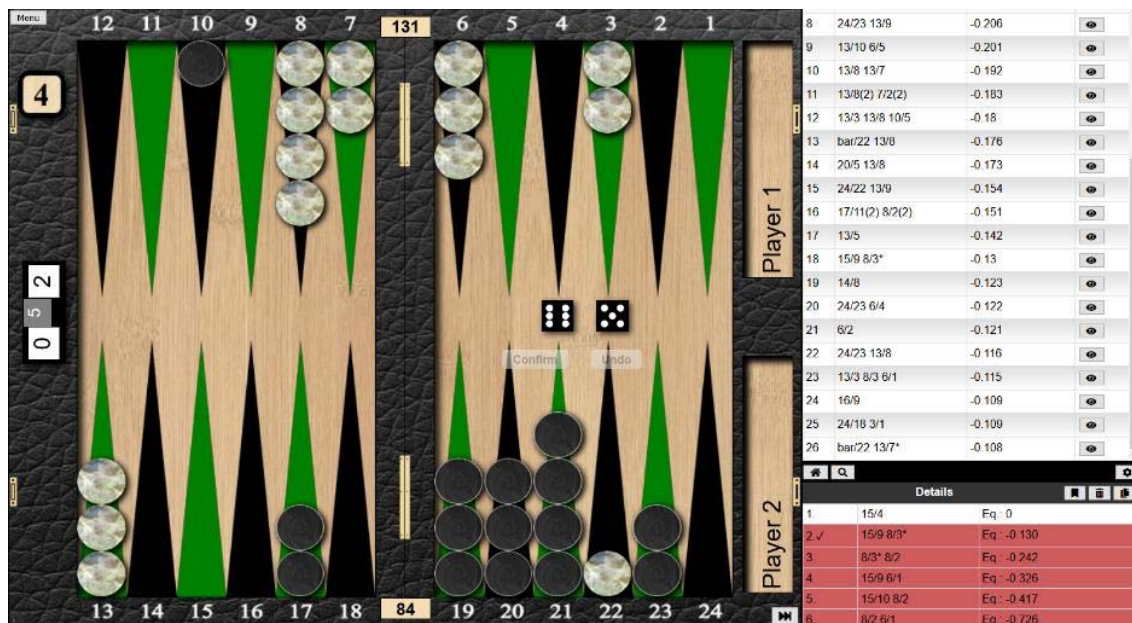 Menu
12 11 10 9 8 7 131 6 5 4 3 2 1
4
Player 1
2
5
0
Confirm Undo
Player 2
13 14 15 16 17 18 84 19 20 21 22 23 24
8 24/23 13/9 -0.206
9 13/10 6/5 -0.201
10 13/8 13/7 -0.192
11 13/8(2) 7/2(2) -0.183
12 13/3 13/8 10/5 -0.18
13 bar/22 13/8 -0.176
14 20/5 13/8 -0.173
15 24/22 13/9 -0.154
16 17/11(2) 8/2(2) -0.151
17 13/5 -0.142
18 15/9 8/3* -0.13
19 14/8 -0.123
20 24/23 6/4 -0.122
21 6/2 -0.121
22 24/23 13/8 -0.116
23 13/3 8/3 6/1 -0.115
24 16/9 -0.109
25 24/18 3/1 -0.109
26 bar/22 13/7* -0.108
Details
1. 15/4 Eq.: 0
2.✓ 15/9 8/3* Eq.: -0.130
3 8/3* 8/2 Eq.: -0.242
4. 15/9 6/1 Eq.: -0.326
5. 15/10 8/2 Eq.: -0.417
6. 8/2 6/1 Eq.: -0.726